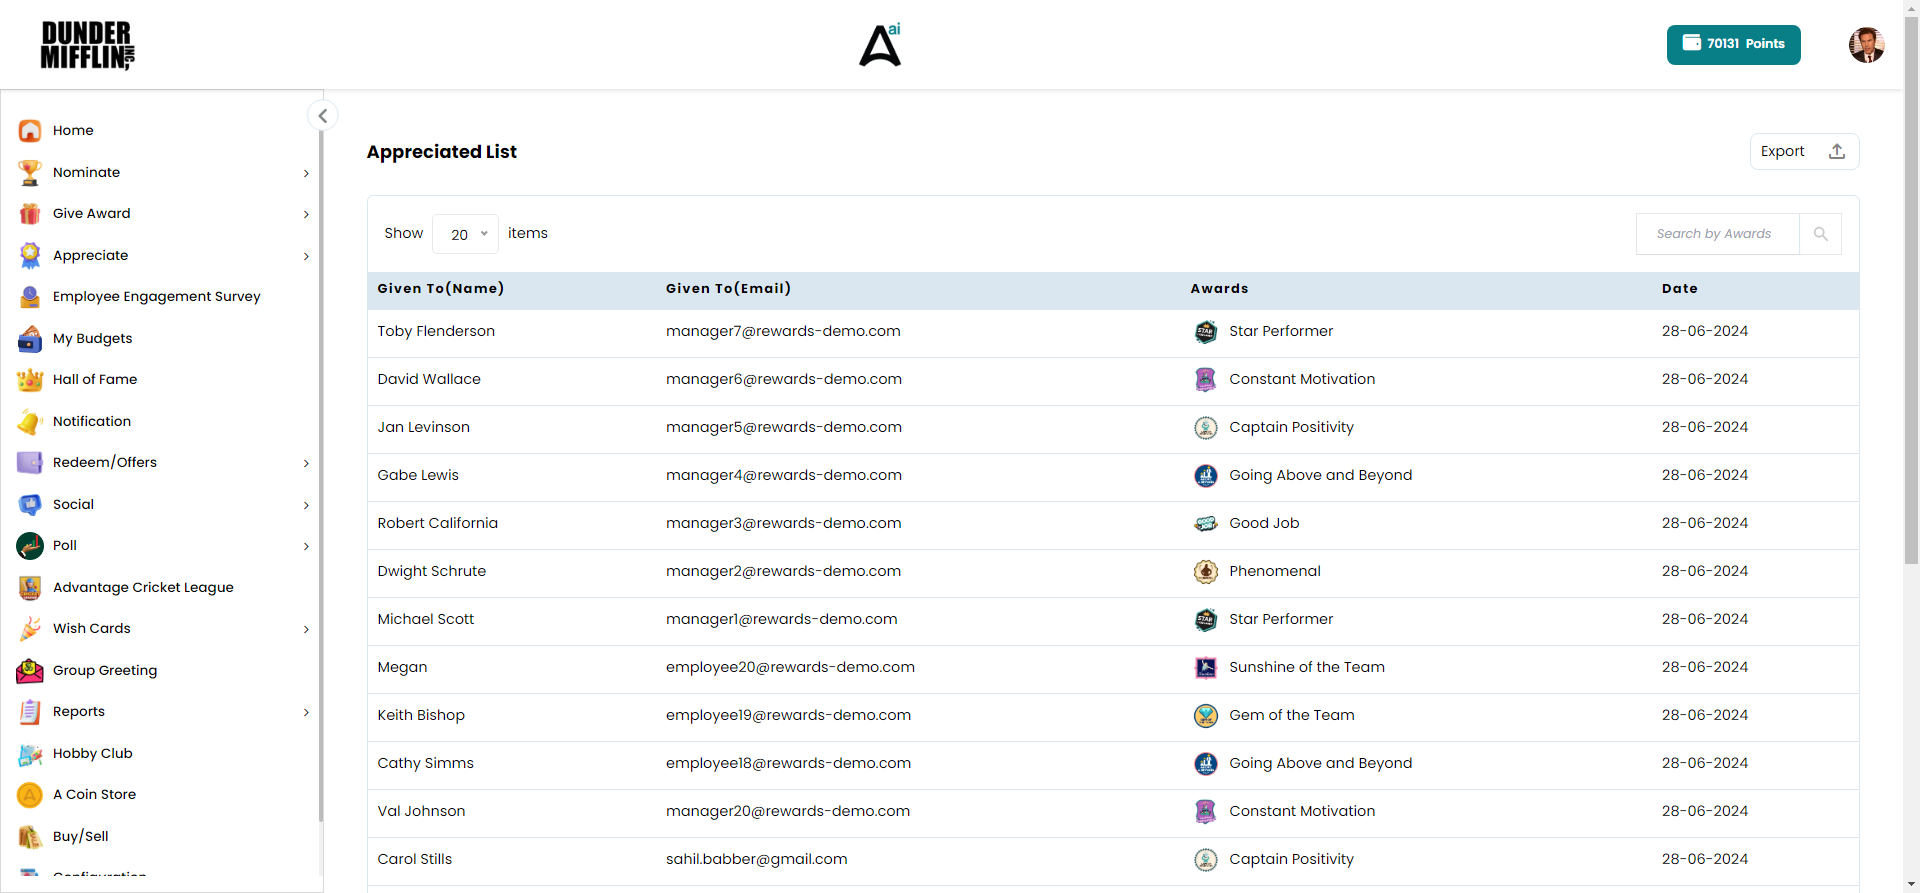 DUNDER
MIFFLIN, INC
ai
70131 Points
Home
Nominate
Give Award
Appreciate
Employee Engagement Survey
My Budgets
Hall of Fame
Notification
Redeem/Offers
Social
Poll
Advantage Cricket League
Wish Cards
Group Greeting
Reports
Hobby Club
A Coin Store
Buy/Sell
Configuration
Appreciated List
Export
Show 20 items
Search by Awards
Given To(Name) Given To(Email) Awards Date
Toby Flenderson manager7@rewards-demo.com Star Performer 28-06-2024
David Wallace manager6@rewards-demo.com Constant Motivation 28-06-2024
Jan Levinson manager5@rewards-demo.com Captain Positivity 28-06-2024
Gabe Lewis manager4@rewards-demo.com Going Above and Beyond 28-06-2024
Robert California manager3@rewards-demo.com Good Job 28-06-2024
Dwight Schrute manager2@rewards-demo.com Phenomenal 28-06-2024
Michael Scott manager1@rewards-demo.com Star Performer 28-06-2024
Megan employee20@rewards-demo.com Sunshine of the Team 28-06-2024
Keith Bishop employee19@rewards-demo.com Gem of the Team 28-06-2024
Cathy Simms employee18@rewards-demo.com Going Above and Beyond 28-06-2024
Val Johnson manager20@rewards-demo.com Constant Motivation 28-06-2024
Carol Stills sahil.babber@gmail.com Captain Positivity 28-06-2024